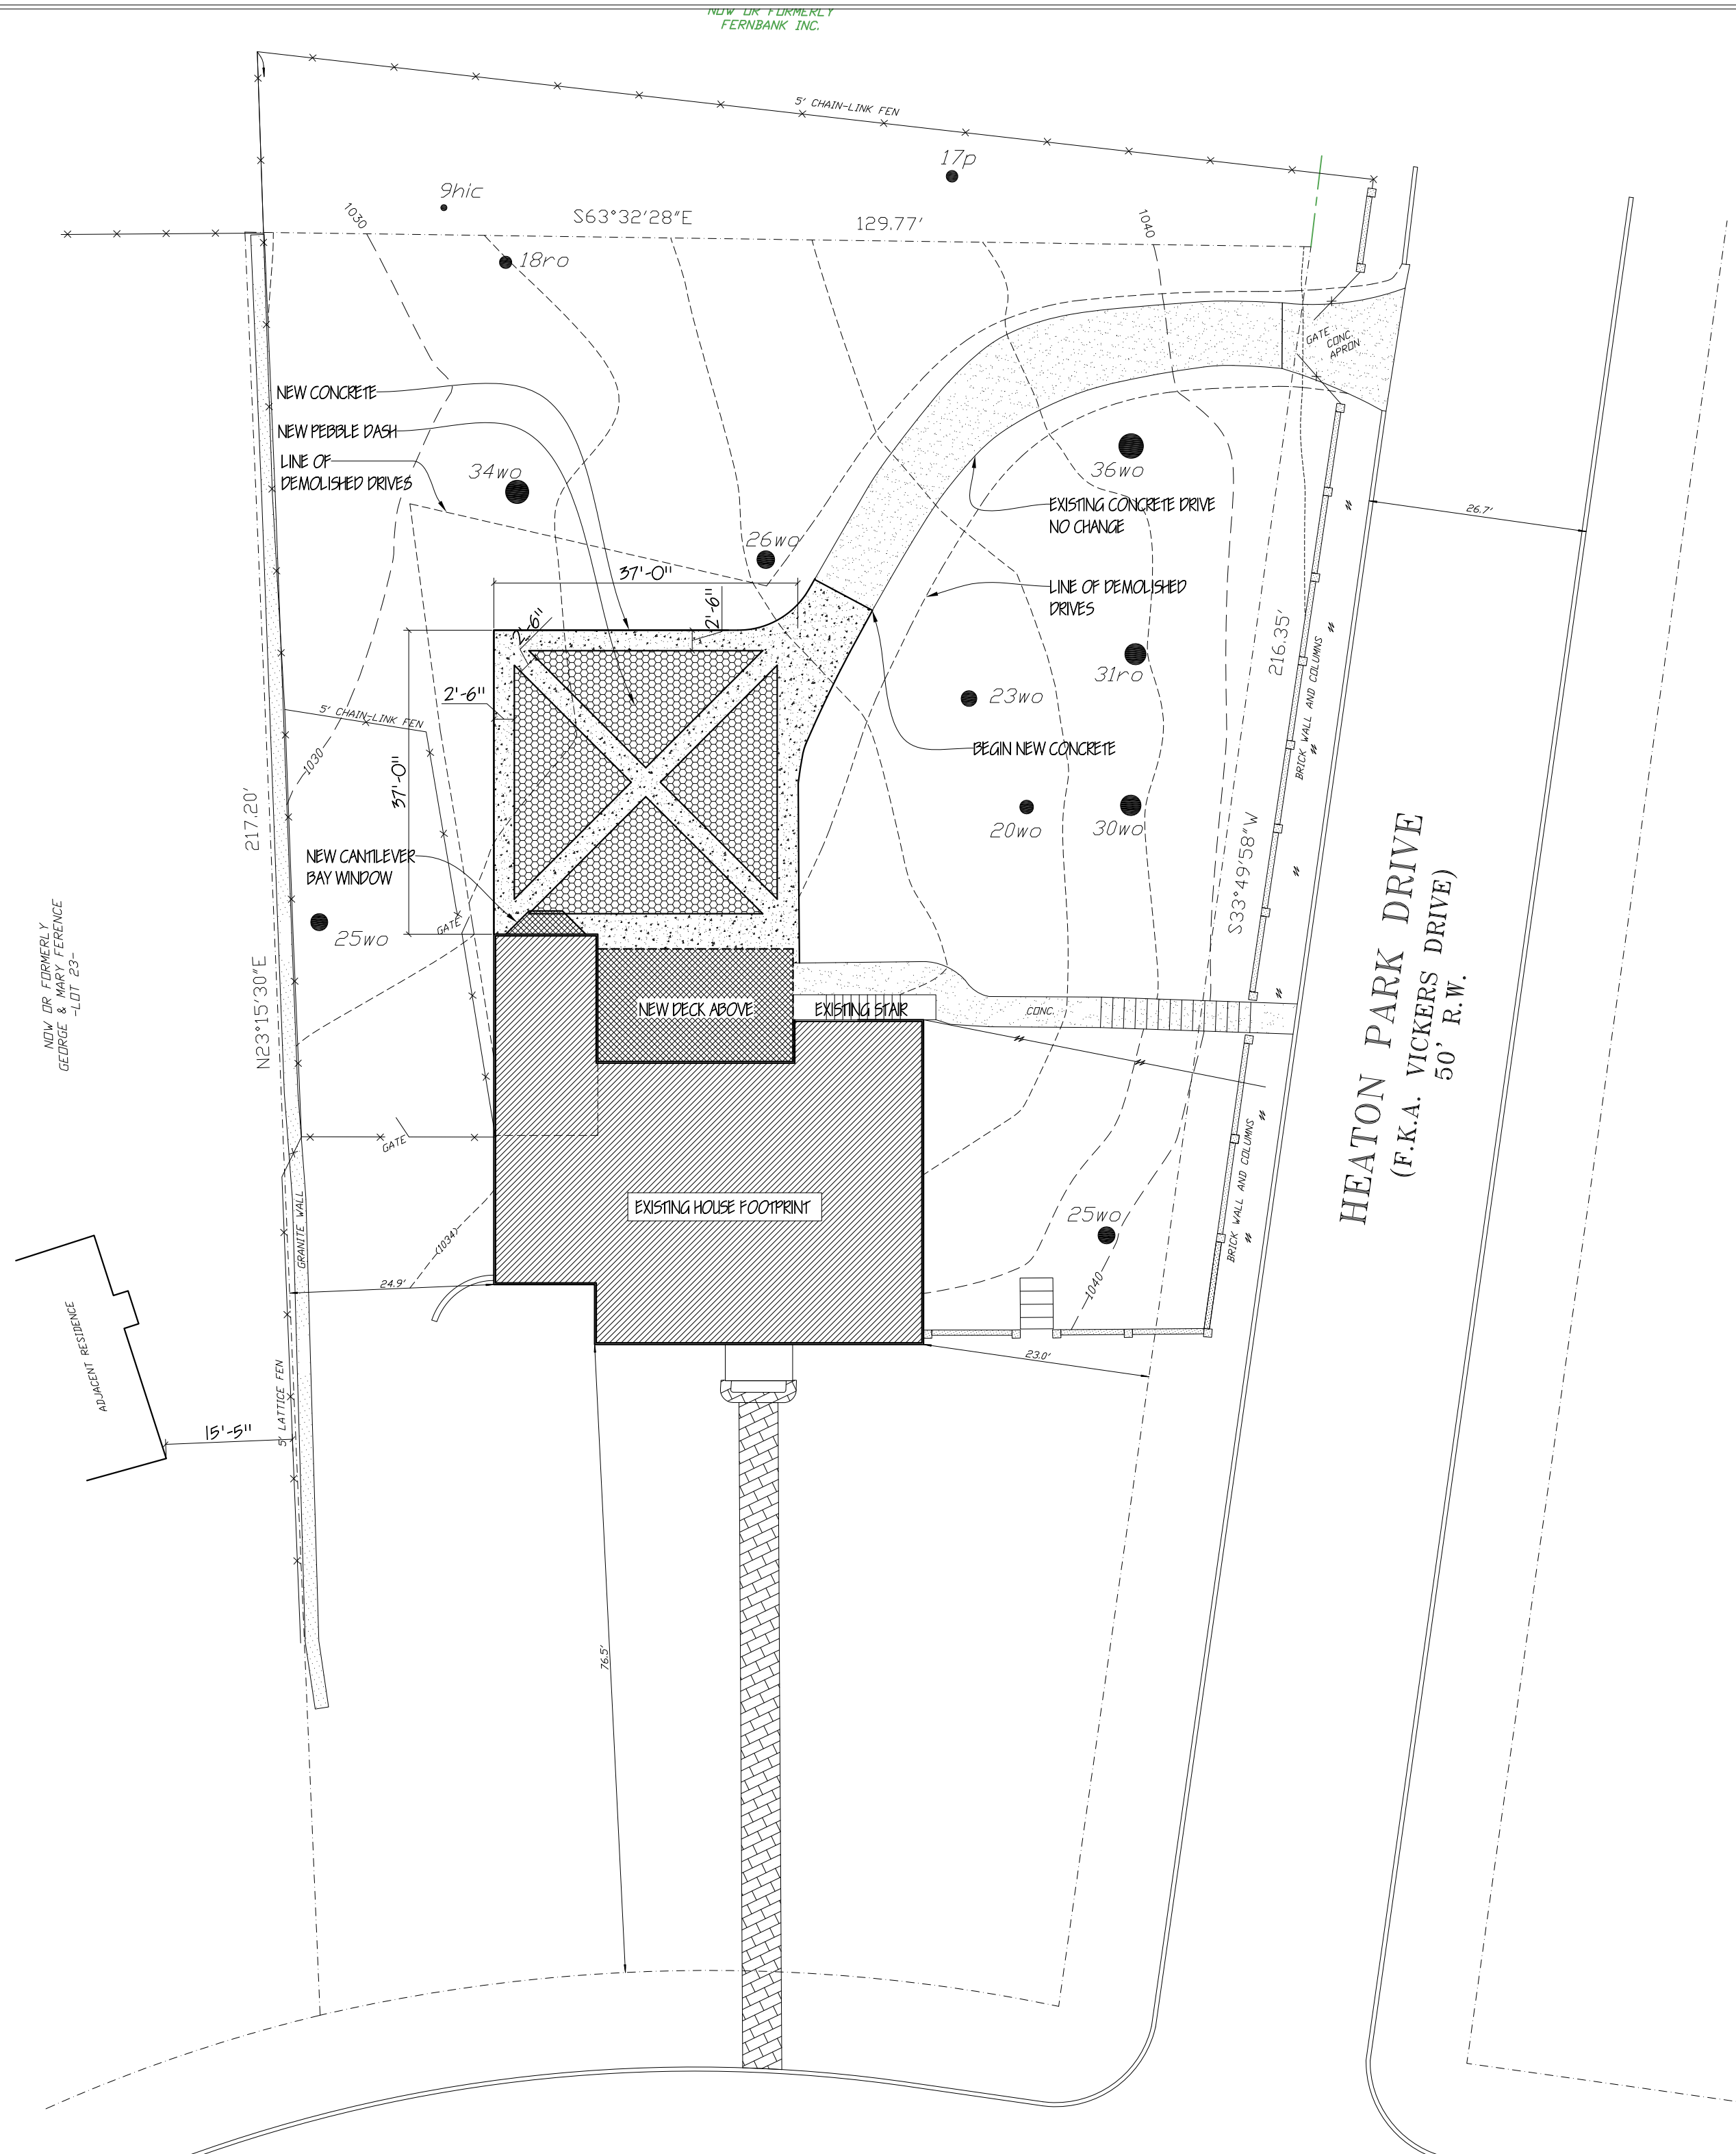 NOW OR FORMERLY
FERNBANK INC.
5' CHAIN-LINK FEN
17p
9hic
1030
S63°32'28"E
129.77'
1040
18ro
GATE
CONC.
APRON
NEW CONCRETE
NEW PEBBLE DASH
LINE OF
DEMOLISHED DRIVES
34wo
36wo
EXISTING CONCRETE DRIVE
NO CHANGE
26.7'
26wo
37'-0"
2'-6"
2'-6"
LINE OF DEMOLISHED
DRIVES
216.35'
31ro
23wo
2'-6"
5' CHAIN-LINK FEN
1030
BRICK WALL AND COLUMNS
BEGIN NEW CONCRETE
37'-0"
217.20'
20wo
30wo
NEW CANTILEVER
BAY WINDOW
S33°49'58"W
25wo
GATE
NOW OR FORMERLY
GEORGE & MARY FERENCE
-LOT 23-
N23°15'30"E
NEW DECK ABOVE
EXISTING STAIR
CONC.
HEATON PARK DRIVE
(F.K.A. VICKERS DRIVE)
50' R.W.
GATE
EXISTING HOUSE FOOTPRINT
GRANITE WALL
(1034)
25wo
BRICK WALL AND COLUMNS
24.9'
1040
ADJACENT RESIDENCE
23.0'
5' LATTICE FEN
15'-5"
76.5'